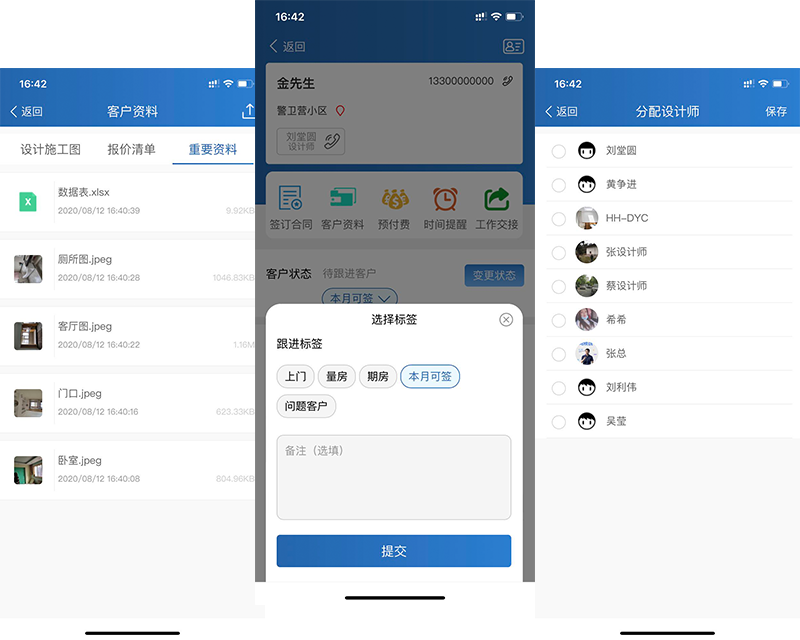 16:42
返回
客户资料
设计施工图
报价清单
重要资料
数据表.xlsx
2020/08/12 16:40:39
9.92KB
厕所图.jpeg
2020/08/12 16:40:28
1046.83KB
客厅图.jpeg
2020/08/12 16:40:22
1.16M
门口.jpeg
2020/08/12 16:40:16
623.33KB
卧室.jpeg
2020/08/12 16:40:08
804.96KB
16:42
返回
金先生
13300000000
警卫营小区
刘堂圆
设计师
签订合同
客户资料
预付费
时间提醒
工作交接
客户状态
待跟进客户
变更状态
本月可签
选择标签
跟进标签
上门
量房
期房
本月可签
问题客户
备注（选填）
提交
16:42
返回
分配设计师
保存
刘堂圆
黄争进
HH-DYC
张设计师
蔡设计师
希希
张总
刘利伟
吴莹